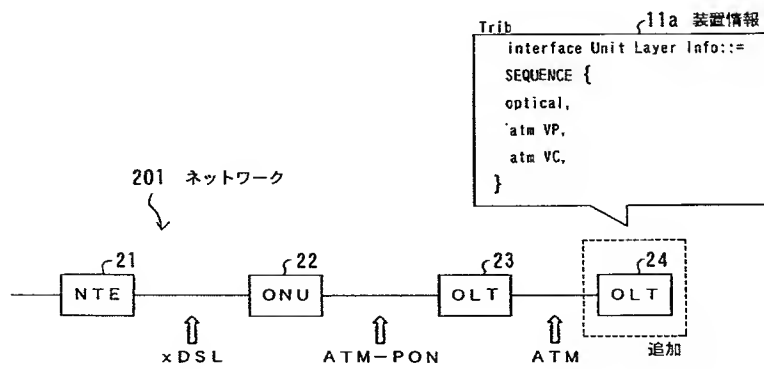 11a 装置情報
Trib
interface Unit Layer Info::=
SEQUENCE {
optical,
atm VP,
atm VC,
}
201 ネットワーク
21 22 23 24
NTE ONU OLT OLT
xDSL ATM-PON ATM 追加